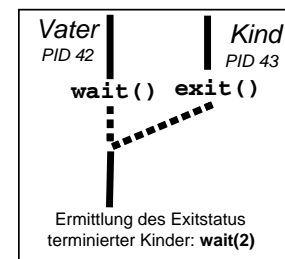 Vater Kind
PID 42 PID 43
wait() exit()
Ermittlung des Exitstatus
terminierter Kinder: wait(2)